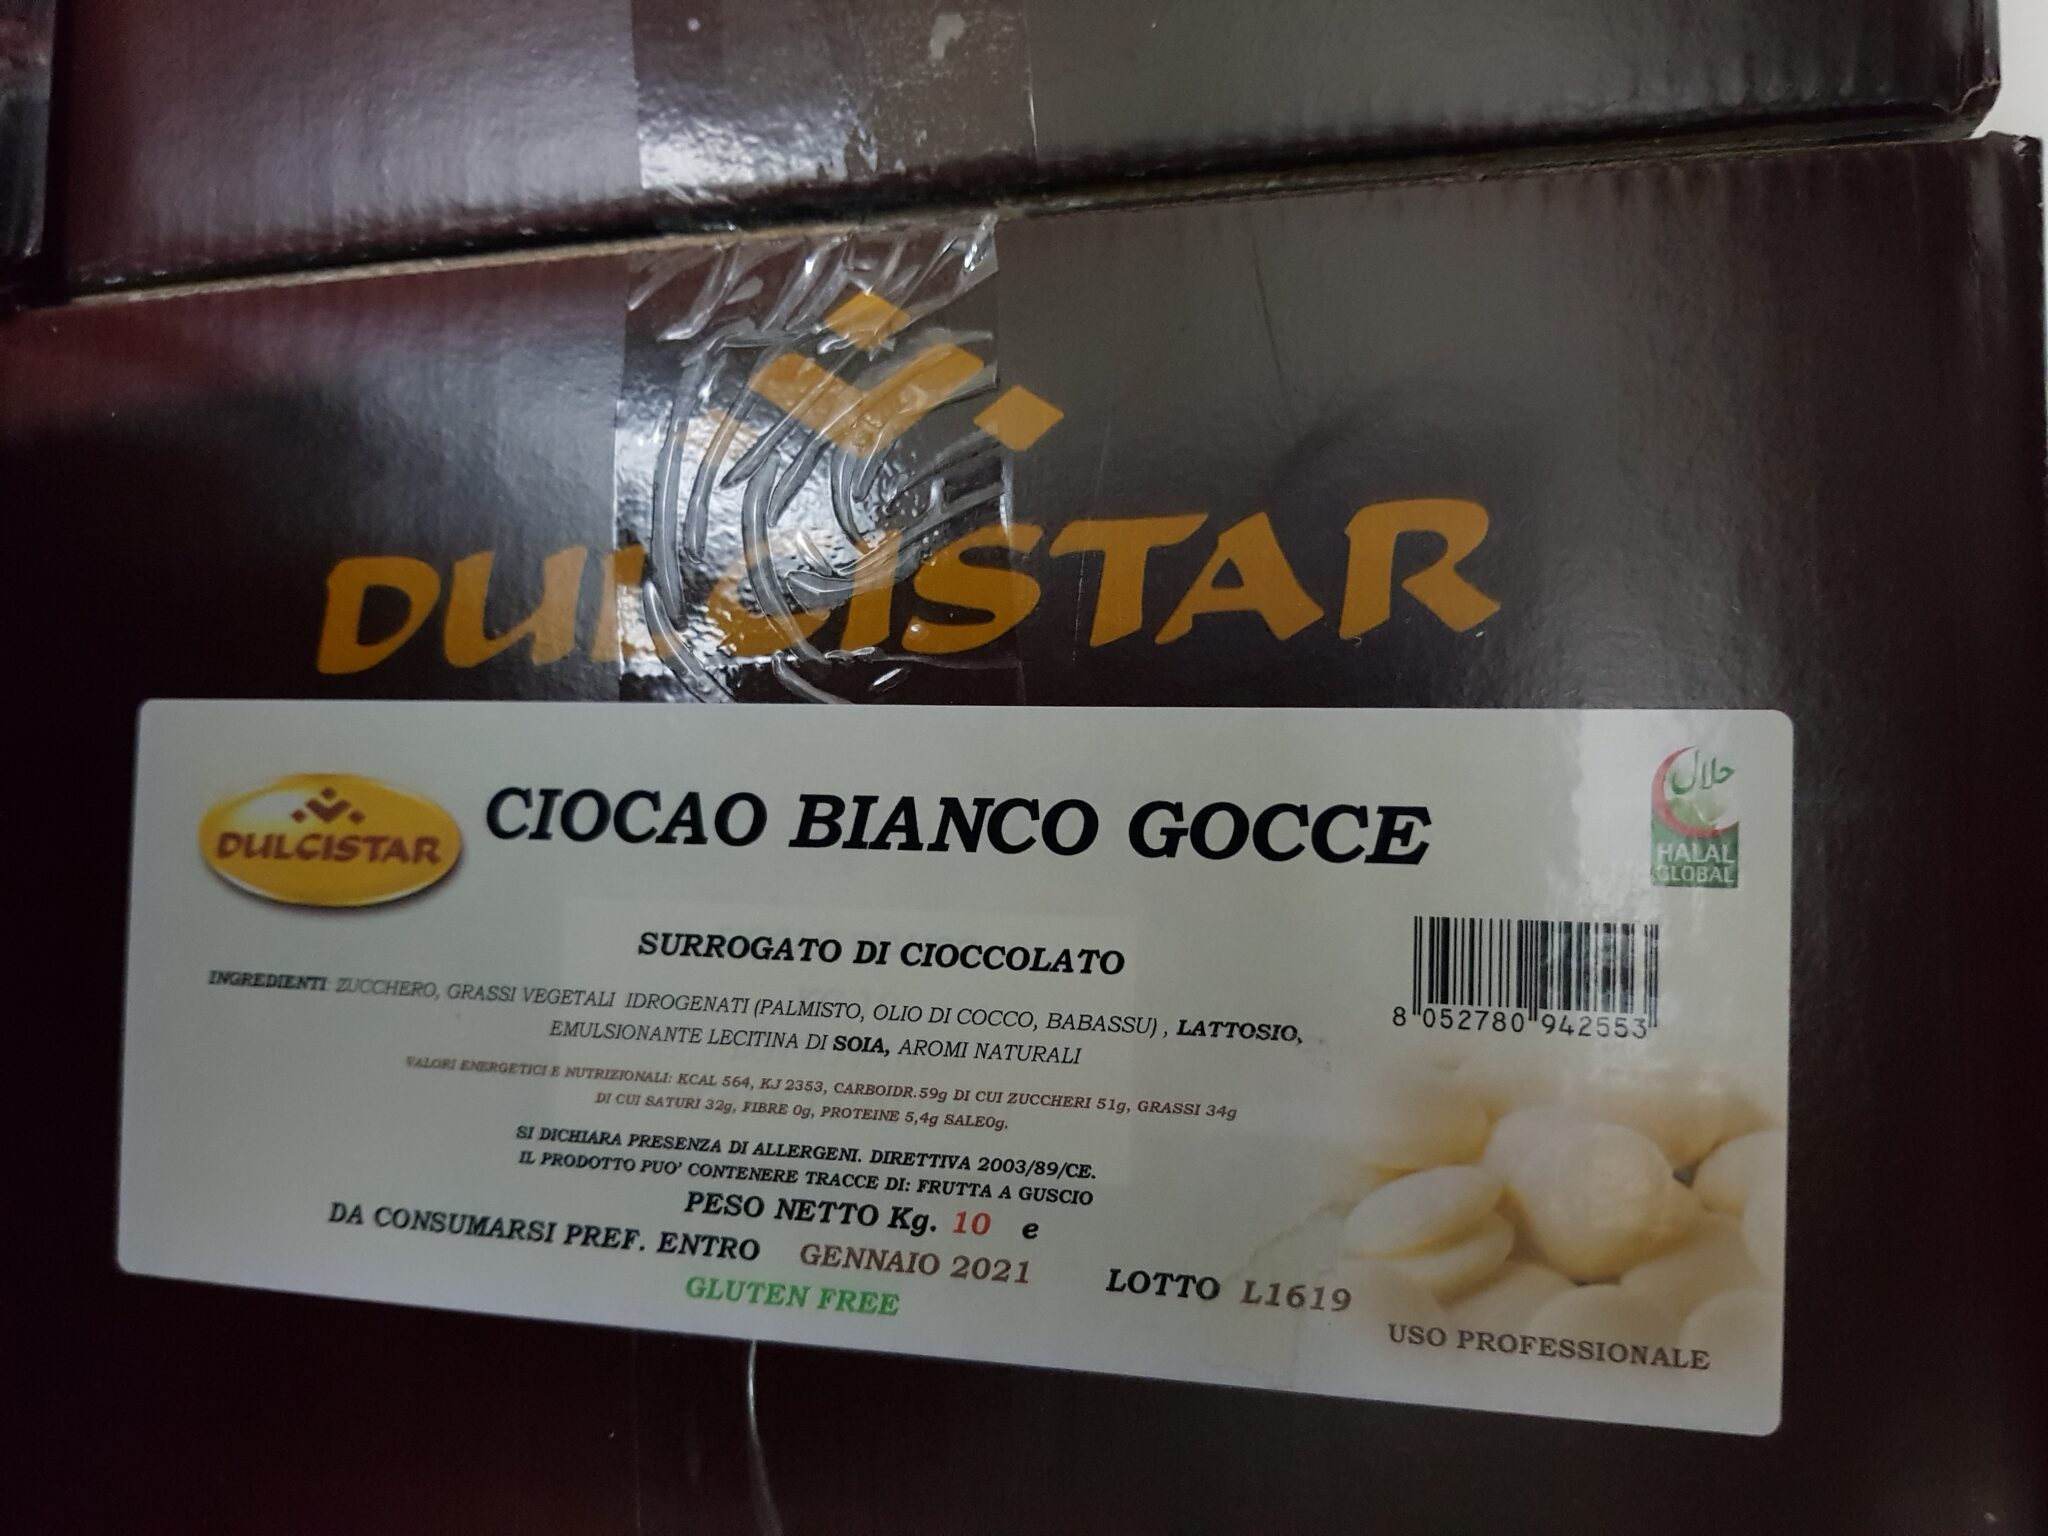 DULCISTAR
DULCISTAR
CIOCAO BIANCO GOCCE
حلال
HALAL
GLOBAL
SURROGATO DI CIOCCOLATO
INGREDIENTI: ZUCCHERO, GRASSI VEGETALI IDROGENATI (PALMISTO, OLIO DI COCCO, BABASSU) , LATTOSIO,
EMULSIONANTE LECITINA DI SOIA, AROMI NATURALI
8 052780 942553
VALORI ENERGETICI E NUTRIZIONALI: KCAL 564, KJ 2353, CARBOIDR.59g DI CUI ZUCCHERI 51g, GRASSI 34g
DI CUI SATURI 32g, FIBRE 0g, PROTEINE 5,4g SALE0g.
SI DICHIARA PRESENZA DI ALLERGENI. DIRETTIVA 2003/89/CE.
IL PRODOTTO PUO' CONTENERE TRACCE DI: FRUTTA A GUSCIO
PESO NETTO Kg. 10 e
DA CONSUMARSI PREF. ENTRO GENNAIO 2021 LOTTO L1619
GLUTEN FREE
USO PROFESSIONALE